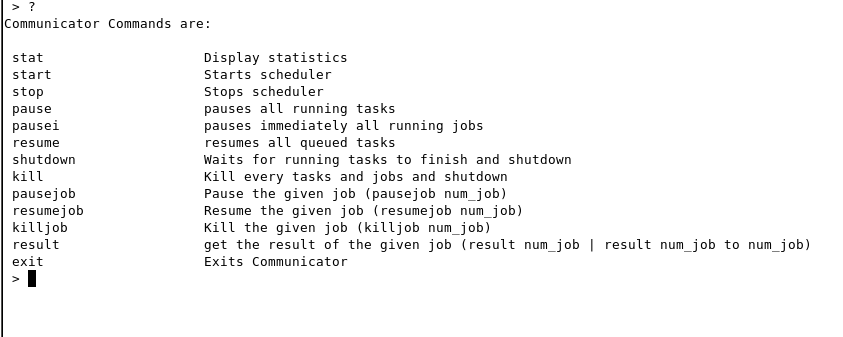 > ?
Communicator Commands are:
stat Display statistics
start Starts scheduler
stop Stops scheduler
pause pauses all running tasks
pausei pauses immediately all running jobs
resume resumes all queued tasks
shutdown Waits for running tasks to finish and shutdown
kill Kill every tasks and jobs and shutdown
pausejob Pause the given job (pausejob num_job)
resumejob Resume the given job (resumejob num_job)
killjob Kill the given job (killjob num_job)
result get the result of the given job (result num_job | result num_job to num_job)
exit Exits Communicator
>